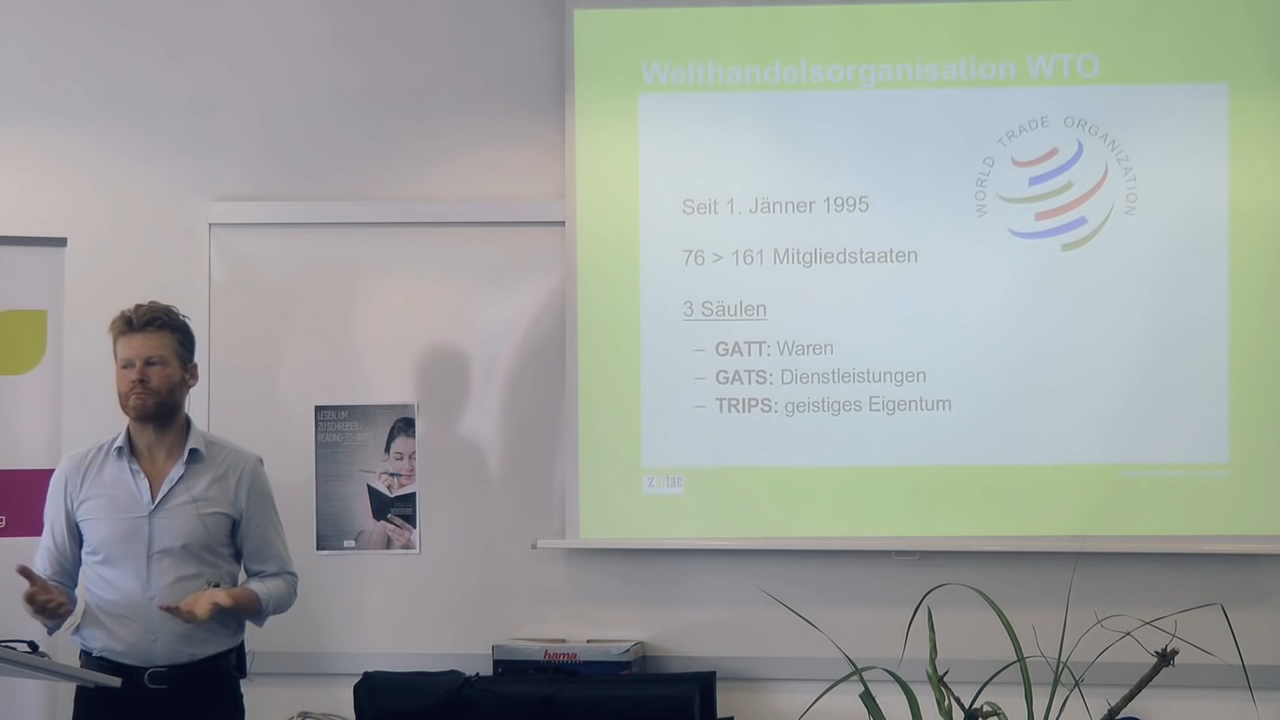 Welthandelsorganisation WTO
WORLD TRADE ORGANIZATION
Seit 1. Jänner 1995
76 > 161 Mitgliedstaaten
3 Säulen
– GATT: Waren
– GATS: Dienstleistungen
– TRIPS: geistiges Eigentum
attac
LESEN, UM
ZU SCHREIBEN /
READING-TO-WRITE
hama
g